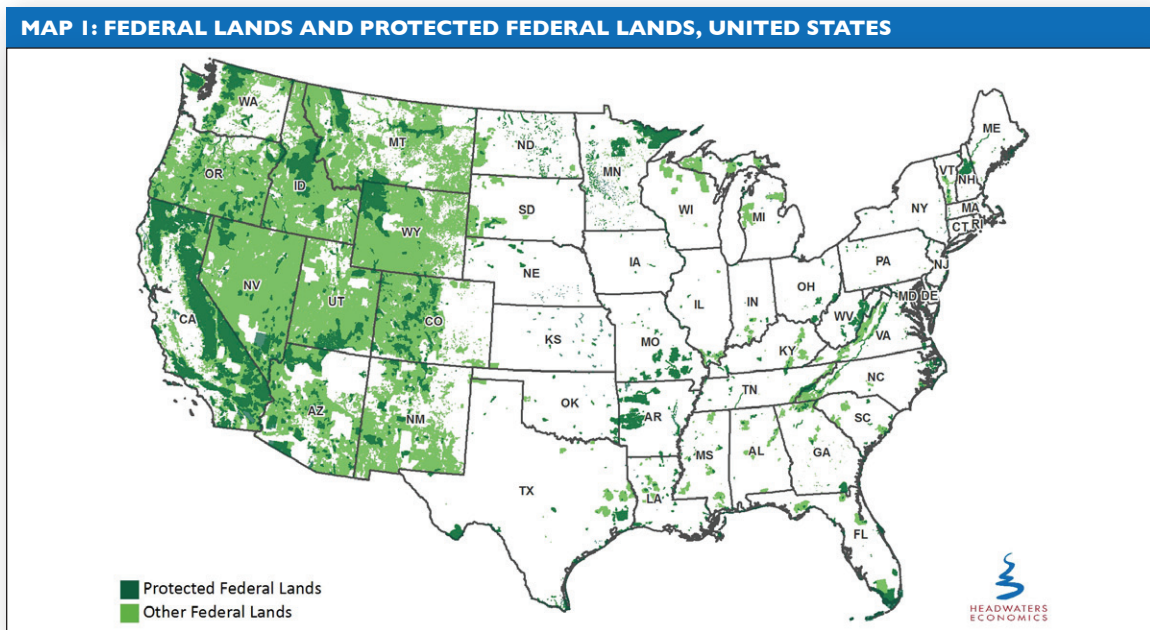 MAP 1: FEDERAL LANDS AND PROTECTED FEDERAL LANDS, UNITED STATES
WA
MT
ND
MN
ME
OR
ID
SD
WI
MI
VT
NH
NY
MA
CT RI
WY
NE
IA
PA
NJ
NV
UT
CO
IL
IN
OH
MD DE
WV
VA
CA
KS
MO
KY
AZ
NM
OK
AR
TN
NC
SC
MS
AL
GA
TX
LA
FL
Protected Federal Lands
Other Federal Lands
HEADWATERS
ECONOMICS